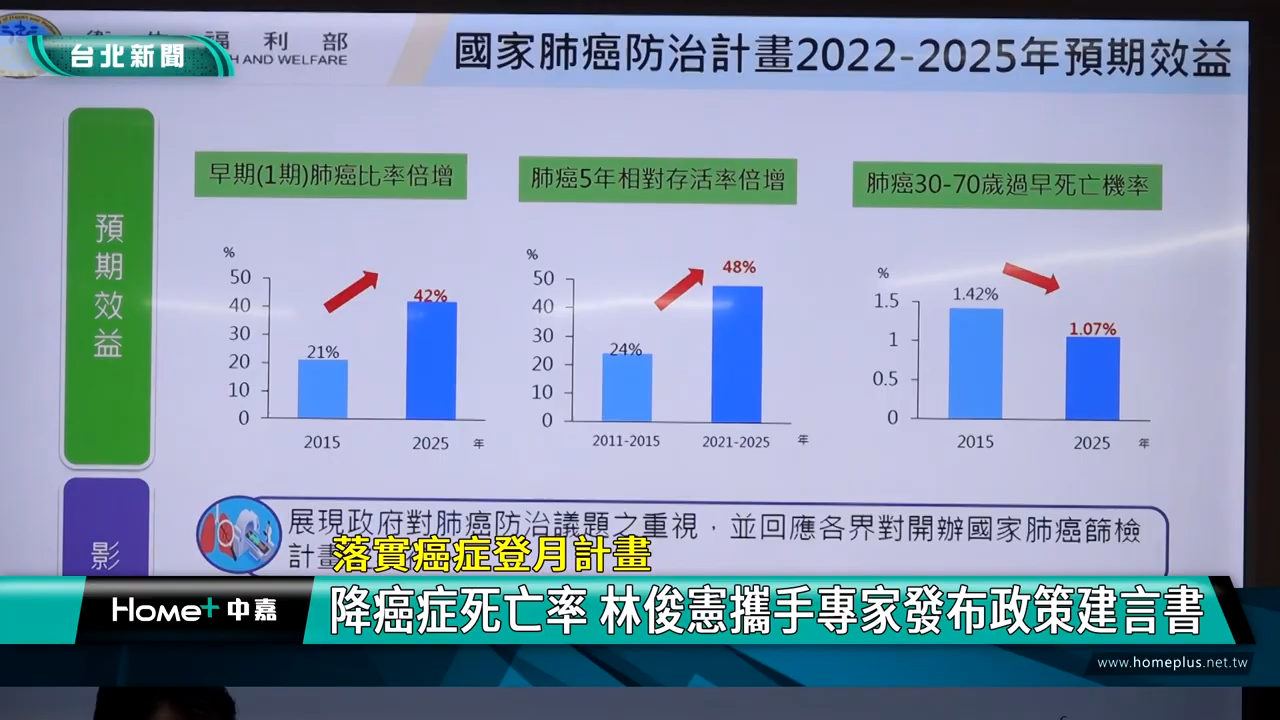 台北新聞
福利部
H AND WELFARE
國家肺癌防治計畫2022-2025年預期效益
預期效益
早期(1期)肺癌比率倍增
%
50
40
30
20
10
0
21%
42%
2015
2025
年
肺癌5年相對存活率倍增
%
50
40
30
20
10
0
24%
48%
2011-2015
2021-2025
年
肺癌30-70歲過早死亡機率
%
1.5
1
0.5
0
1.42%
1.07%
2015
2025
年
影
展現政府對肺癌防治議題之重視，並回應各界對開辦國家肺癌篩檢
計畫
落實癌症登月計畫
Home+ 中嘉
降癌症死亡率 林俊憲攜手專家發布政策建言書
www.homeplus.net.tw